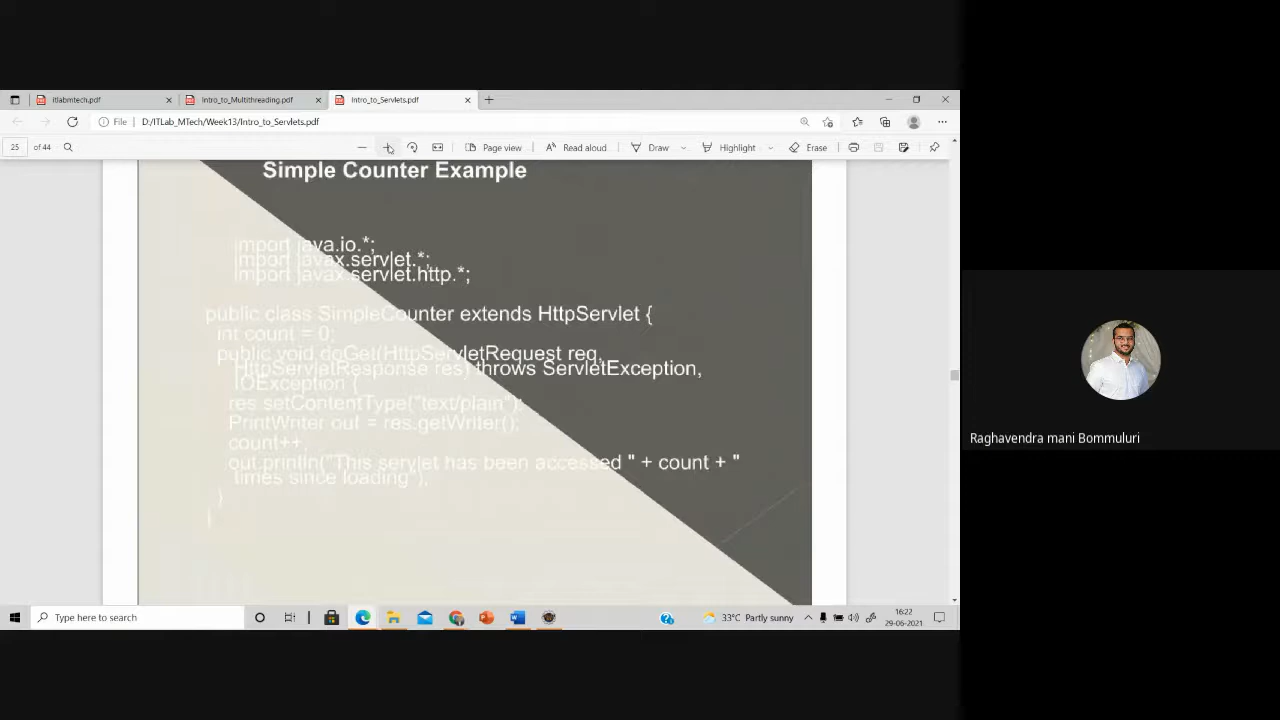 itlabmtech.pdf
Intro_to_Multithreading.pdf
Intro_to_Servlets.pdf
File
D:/ITLab_MTech/Week13/Intro_to_Servlets.pdf
25 of 44
Page view
Read aloud
Draw
Highlight
Erase
Simple Counter Example
import java.io.*;
import javax.servlet.*;
import javax.servlet.http.*;
public class SimpleCounter extends HttpServlet {
int count = 0;
public void doGet(HttpServletRequest req,
HttpServletResponse res) throws ServletException,
IOException {
res.setContentType("text/plain");
PrintWriter out = res.getWriter();
count++;
out.println("This servlet has been accessed " + count + "
times since loading");
}
}
Raghavendra mani Bommuluri
Type here to search
33°C Partly sunny
16:22
29-06-2021